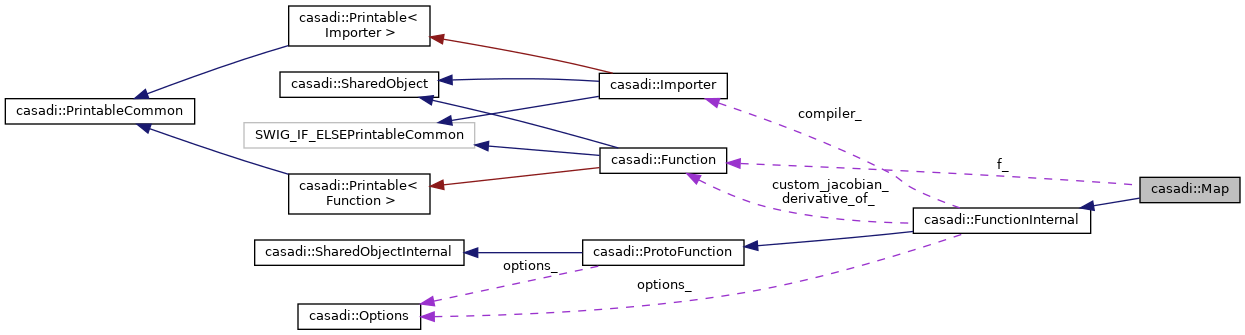 casadi::Printable<
Importer >
casadi::SharedObject
casadi::Importer
casadi::PrintableCommon
compiler_
SWIG_IF_ELSEPrintableCommon
casadi::Function
f_
casadi::Printable<
Function >
custom_jacobian_
derivative_of_
casadi::Map
casadi::FunctionInternal
casadi::SharedObjectInternal
casadi::ProtoFunction
options_
options_
casadi::Options